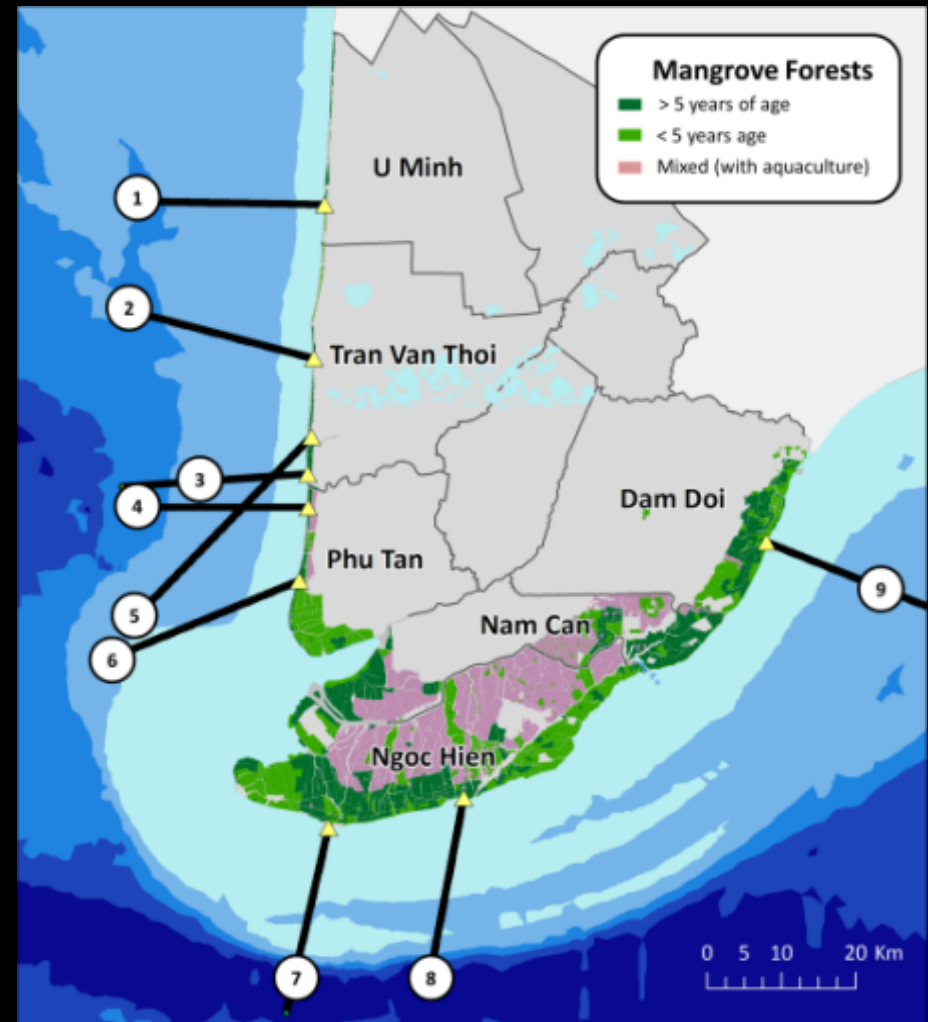 Mangrove Forests
> 5 years of age
< 5 years age
Mixed (with aquaculture)
U Minh
1
2
Tran Van Thoi
3
4
Dam Doi
Phu Tan
9
5
Nam Can
6
Ngoc Hien
0 5 10 20 Km
7
8